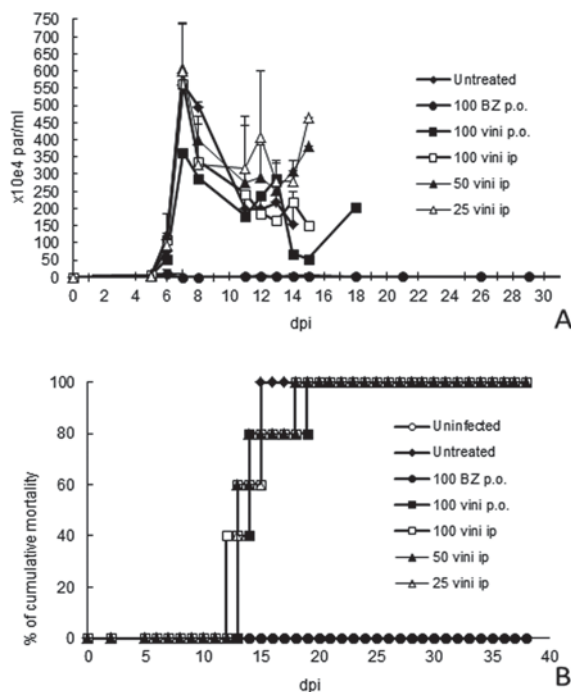 x10e4 par/ml
750
700
650
600
550
500
450
400
350
300
250
200
150
100
50
0
0 2 4 6 8 10 12 14 16 18 20 22 24 26 28 30
dpi
Untreated
100 BZ p.o.
100 vini p.o.
100 vini ip
50 vini ip
25 vini ip
A
% of cumulative mortality
100
80
60
40
20
0
0 5 10 15 20 25 30 35 40
dpi
Uninfected
Untreated
100 BZ p.o.
100 vini p.o.
100 vini ip
50 vini ip
25 vini ip
B